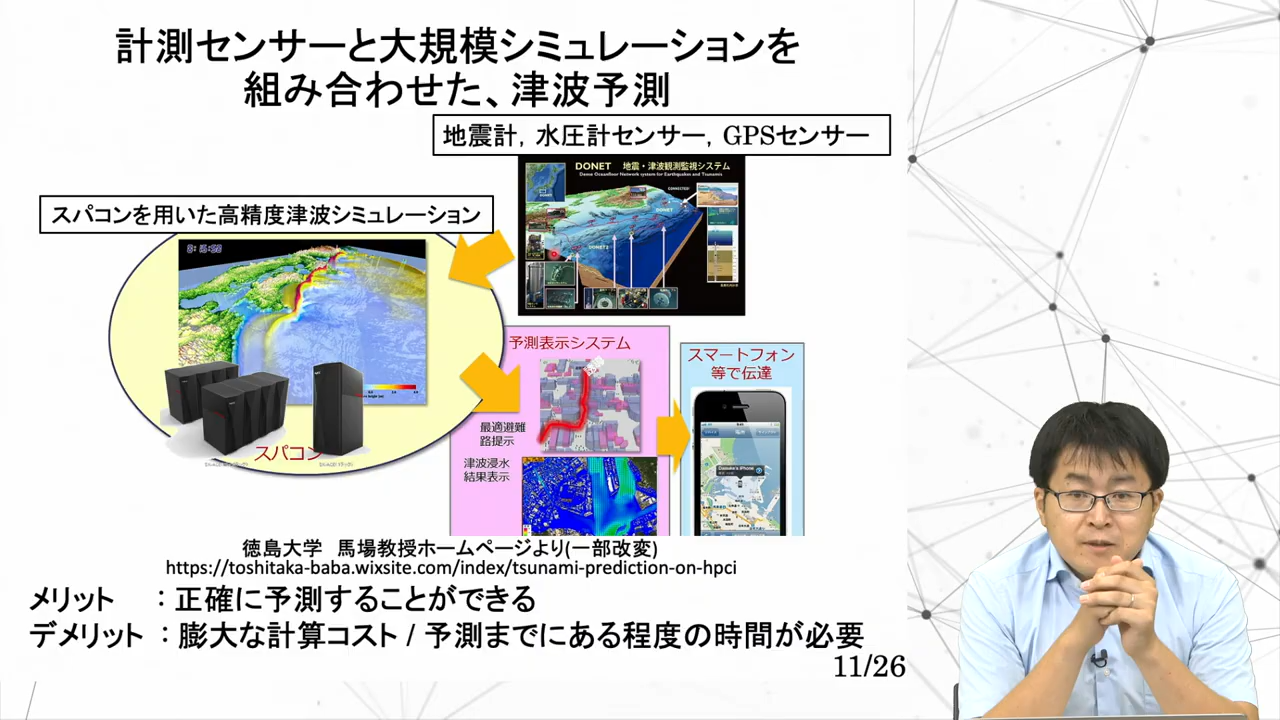 計測センサーと大規模シミュレーションを
組み合わせた、津波予測
地震計，水圧計センサー，GPSセンサー
DONET 地震・津波観測監視システム
Dense Oceanfloor Network system for Earthquakes and Tsunamis
DONET
DONET2
スパコンを用いた高精度津波シミュレーション
スパコン
予測表示システム
最適避難
路提示
津波浸水
結果表示
スマートフォン
等で伝達
徳島大学　馬場教授ホームページより(一部改変)
https://toshitaka-baba.wixsite.com/index/tsunami-prediction-on-hpci
メリット　：正確に予測することができる
デメリット ：膨大な計算コスト / 予測までにある程度の時間が必要
11/26